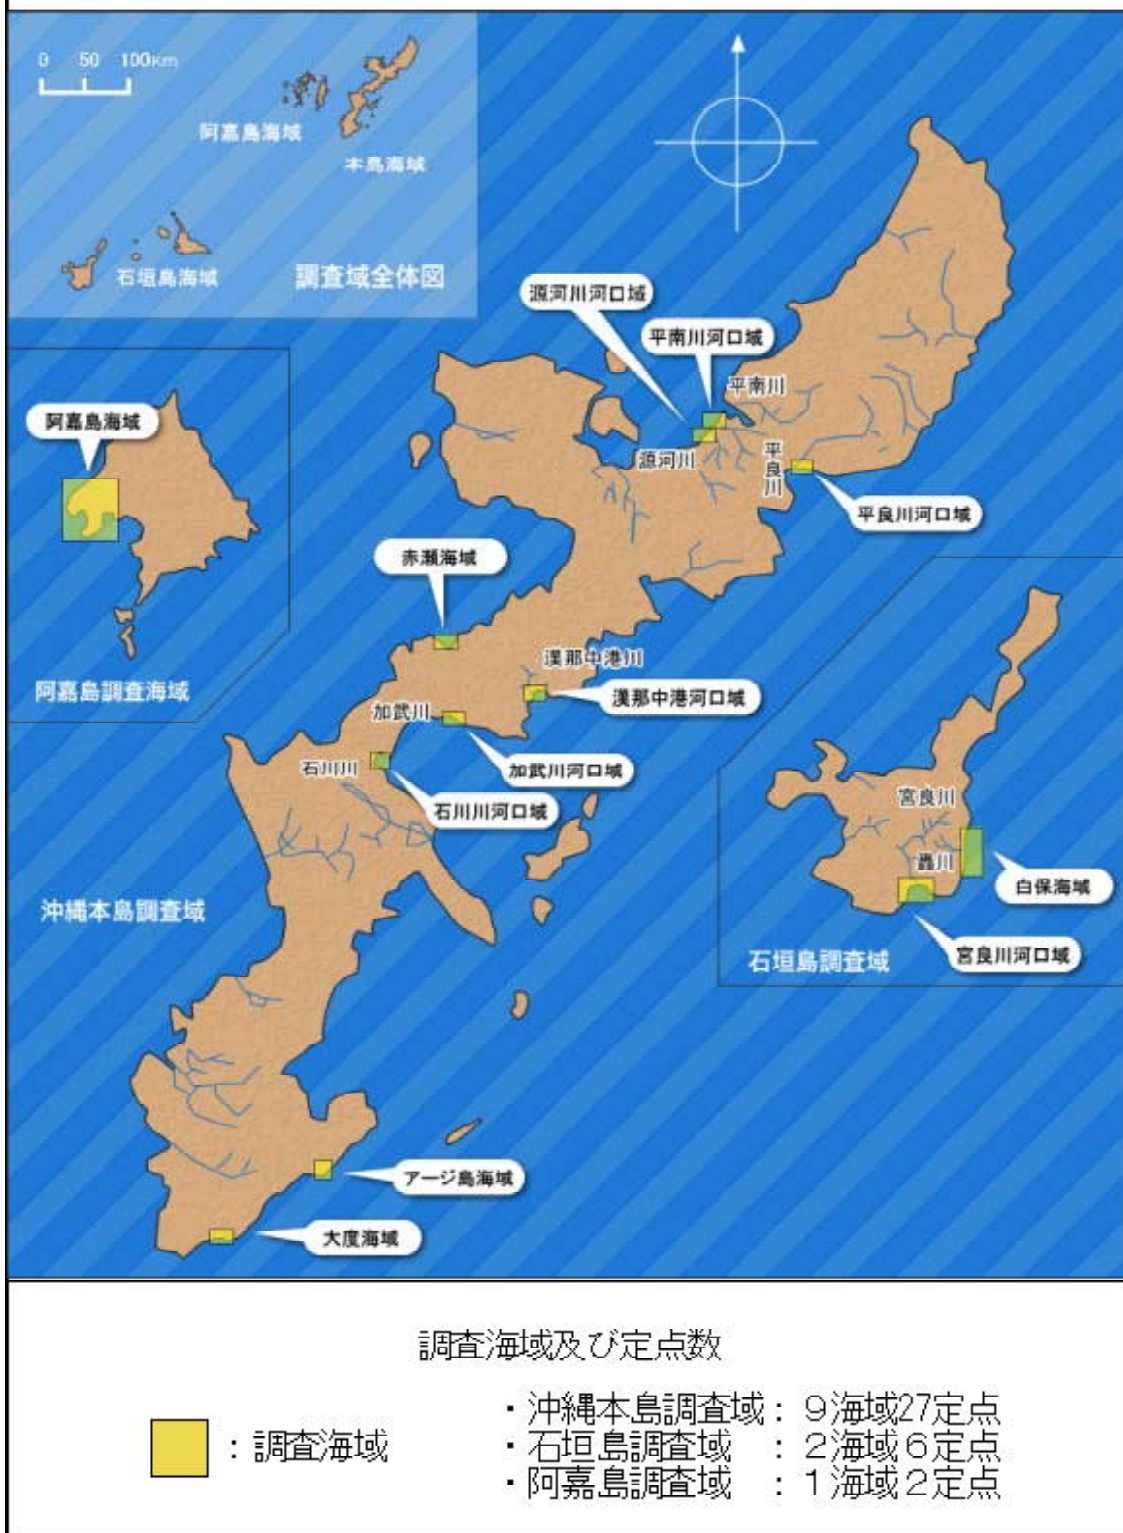 0 50 100Km
阿嘉島海域
本島海域
石垣島海域
調査域全体図
源河川河口域
平南川河口域
平南川
阿嘉島海域
源河川
平良川
平良川河口域
赤瀬海域
漢那中港川
阿嘉島調査海域
漢那中港河口域
加武川
石川川
加武川河口域
宮良川
石川川河口域
轟川
白保海域
沖縄本島調査域
宮良川河口域
石垣島調査域
アージ島海域
大度海域
調査海域及び定点数
：調査海域
・沖縄本島調査域：９海域27定点
・石垣島調査域　：２海域６定点
・阿嘉島調査域　：１海域２定点